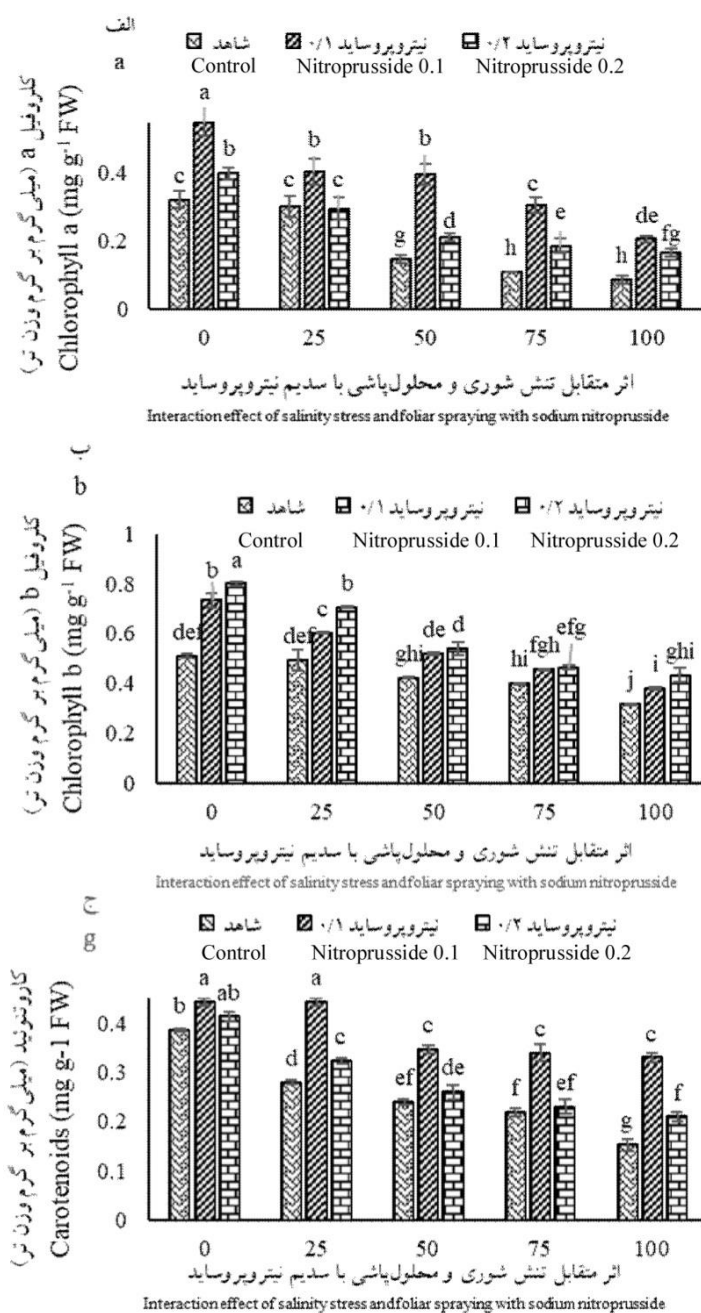 الف
a
شاهد نیتروپروساید ۰/۱ نیتروپروساید ۰/۲
Control Nitroprusside 0.1 Nitroprusside 0.2
کلروفیل a (میلی گرم بر گرم وزن تر)
Chlorophyll a (mg g-1 FW)
0.4
0.2
0
c a b
c b c
g b d
h c e
h de fg
0 25 50 75 100
اثر متقابل تنش شوری و محلول‌پاشی با سدیم نیتروپروساید
Interaction effect of salinity stress and foliar spraying with sodium nitroprusside
ب
b
شاهد نیتروپروساید ۰/۱ نیتروپروساید ۰/۲
Control Nitroprusside 0.1 Nitroprusside 0.2
کلروفیل b (میلی گرم بر گرم وزن تر)
Chlorophyll b (mg g-1 FW)
1
0.8
0.6
0.4
0.2
0
def b a
def c b
ghi de d
hi fgh efg
j i ghi
0 25 50 75 100
اثر متقابل تنش شوری و محلول‌پاشی با سدیم نیتروپروساید
Interaction effect of salinity stress and foliar spraying with sodium nitroprusside
ج
g
شاهد نیتروپروساید ۰/۱ نیتروپروساید ۰/۲
Control Nitroprusside 0.1 Nitroprusside 0.2
کاروتنوئید (میلی گرم بر گرم وزن تر)
Carotenoids (mg g-1 FW)
0.4
0.3
0.2
0.1
0
b a ab
d a c
ef c de
f c ef
g c f
0 25 50 75 100
اثر متقابل تنش شوری و محلول‌پاشی با سدیم نیتروپروساید
Interaction effect of salinity stress and foliar spraying with sodium nitroprusside